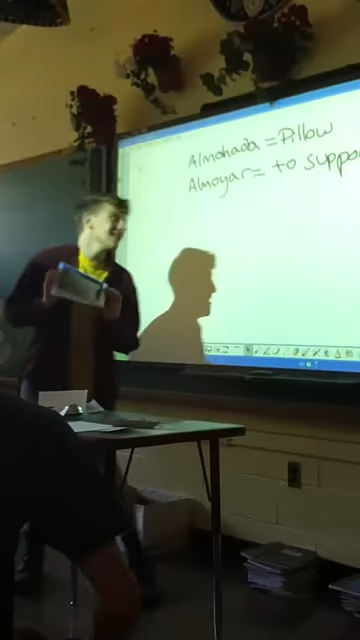 Almohada = Pillow
Almoyar = to suppo